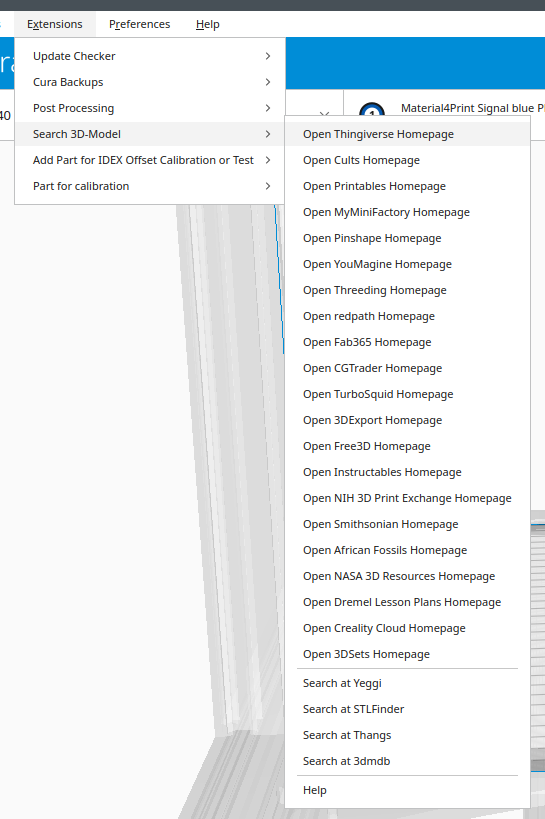 Extensions Preferences Help
Update Checker
Cura Backups
40
Post Processing
1
Material4Print Signal blue
Search 3D-Model
Open Thingiverse Homepage
Add Part for IDEX Offset Calibration or Test
Open Cults Homepage
Part for calibration
Open Printables Homepage
Open MyMiniFactory Homepage
Open Pinshape Homepage
Open YouMagine Homepage
Open Threeding Homepage
Open redpath Homepage
Open Fab365 Homepage
Open CGTrader Homepage
Open TurboSquid Homepage
Open 3DExport Homepage
Open Free3D Homepage
Open Instructables Homepage
Open NIH 3D Print Exchange Homepage
Open Smithsonian Homepage
Open African Fossils Homepage
Open NASA 3D Resources Homepage
Open Dremel Lesson Plans Homepage
Open Creality Cloud Homepage
Open 3DSets Homepage
Search at Yeggi
Search at STLFinder
Search at Thangs
Search at 3dmdb
Help